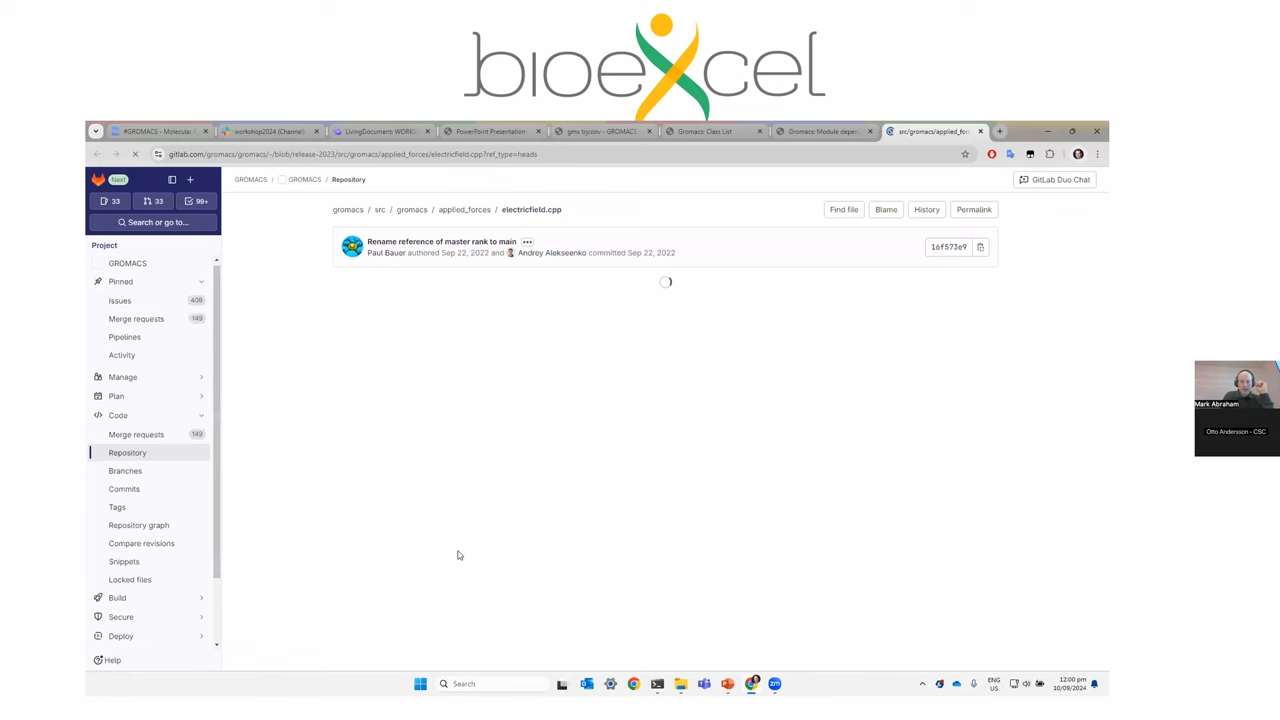 bioexcel
#GROMACS - Molecular
workshop2024 (Channel)
LivingDocument: WORKS
PowerPoint Presentation
gmx trjconv - GROMACS
Gromacs: Class List
Gromacs: Module depen
src/gromacs/applied_for
gitlab.com/gromacs/gromacs/-/blob/release-2023/src/gromacs/applied_forces/electricfield.cpp?ref_type=heads
Next
GROMACS / GROMACS / Repository
GitLab Duo Chat
33
33
99+
Search or go to...
gromacs / src / gromacs / applied_forces / electricfield.cpp
Find file
Blame
History
Permalink
Project
GROMACS
Pinned
Issues 408
Merge requests 149
Pipelines
Activity
Manage
Plan
Code
Merge requests 149
Repository
Branches
Commits
Tags
Repository graph
Compare revisions
Snippets
Locked files
Build
Secure
Deploy
Help
Rename reference of master rank to main
Paul Bauer authored Sep 22, 2022 and Andrey Alekseenko committed Sep 22, 2022
16f573e9
Mark Abraham
Otto Andersson - CSC
Search
ENG
US
12:00 pm
10/09/2024